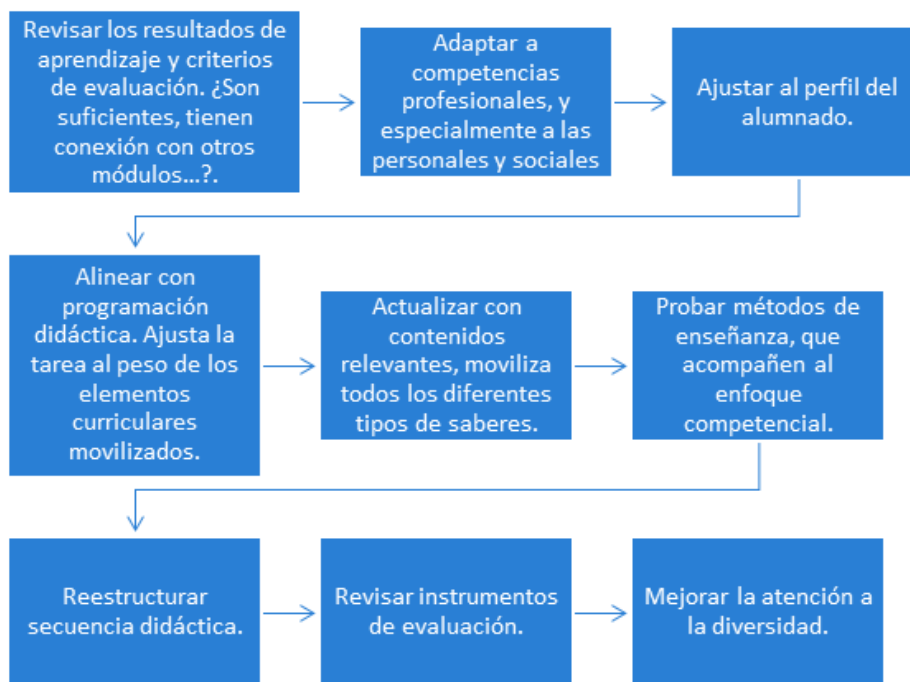 Revisar los resultados de
aprendizaje y criterios
de evaluación. ¿Son
suficientes, tienen
conexión con otros
módulos...?.
Adaptar a
competencias
profesionales, y
especialmente a las
personales y sociales
Ajustar al perfil del
alumnado.
Alinear con
programación
didáctica. Ajusta la
tarea al peso de los
elementos
curriculares
movilizados.
Actualizar con
contenidos
relevantes, moviliza
todos los diferentes
tipos de saberes.
Probar métodos de
enseñanza, que
acompañen al
enfoque
competencial.
Reestructurar
secuencia didáctica.
Revisar instrumentos
de evaluación.
Mejorar la atención a
la diversidad.